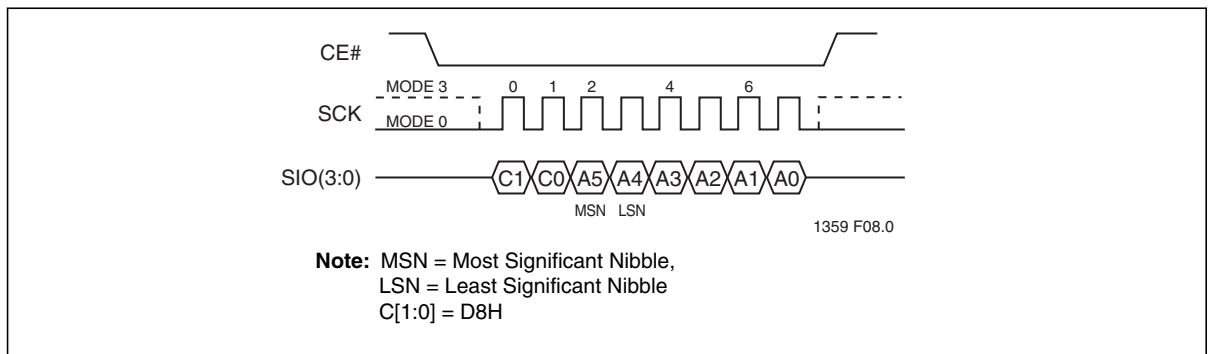 CE#
MODE 3 0 1 2 4 6
SCK
MODE 0
SIO(3:0) C1 C0 A5 A4 A3 A2 A1 A0
MSN LSN
1359 F08.0
Note: MSN = Most Significant Nibble,
LSN = Least Significant Nibble
C[1:0] = D8H